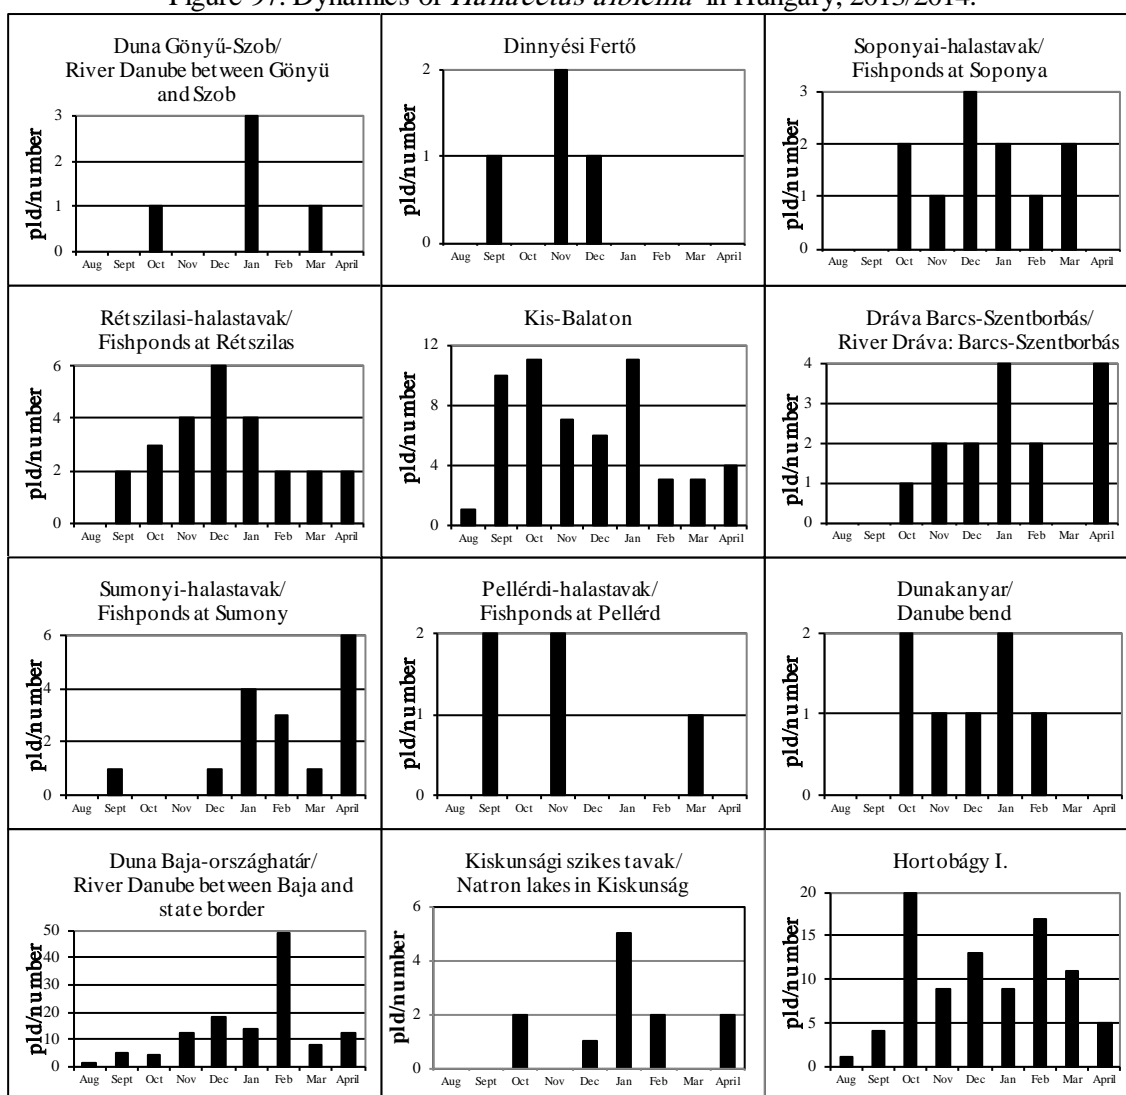 Figure 97. Dynamics of Haliaeetus albicilla in Hungary, 2013/2014.
Duna Gönyű-Szob/
River Danube between Gönyü
and Szob
pld/number
3
2
1
0
Aug Sept Oct Nov Dec Jan Feb Mar April
Dinnyési Fertő
pld/number
2
1
0
Aug Sept Oct Nov Dec Jan Feb Mar April
Soponyai-halastavak/
Fishponds at Soponya
pld/number
3
2
1
0
Aug Sept Oct Nov Dec Jan Feb Mar April
Rétszilasi-halastavak/
Fishponds at Rétszilas
pld/number
6
4
2
0
Aug Sept Oct Nov Dec Jan Feb Mar April
Kis-Balaton
pld/number
12
8
4
0
Aug Sept Oct Nov Dec Jan Feb Mar April
Dráva Barcs-Szentborbás/
River Dráva: Barcs-Szentborbás
pld/number
4
3
2
1
0
Aug Sept Oct Nov Dec Jan Feb Mar April
Sumonyi-halastavak/
Fishponds at Sumony
pld/number
6
4
2
0
Aug Sept Oct Nov Dec Jan Feb Mar April
Pellérdi-halastavak/
Fishponds at Pellérd
pld/number
2
1
0
Aug Sept Oct Nov Dec Jan Feb Mar April
Dunakanyar/
Danube bend
pld/number
2
1
0
Aug Sept Oct Nov Dec Jan Feb Mar April
Duna Baja-országhatár/
River Danube between Baja and
state border
pld/number
50
40
30
20
10
0
Aug Sept Oct Nov Dec Jan Feb Mar April
Kiskunsági szikes tavak/
Natron lakes in Kiskunság
pld/number
6
4
2
0
Aug Sept Oct Nov Dec Jan Feb Mar April
Hortobágy I.
pld/number
20
15
10
5
0
Aug Sept Oct Nov Dec Jan Feb Mar April